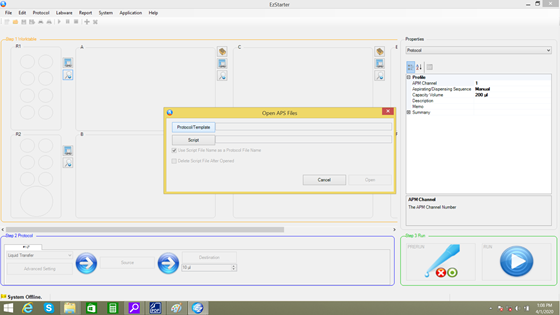 EzStarter
File Edit Protocol Labware Report System Application Help
Step 1 Worktable
R1
A
C
E
R2
B
Properties
Protocol
Profile
APM Channel 1
Aspirating/Dispensing Sequence Manual
Capacity Volume 200 µl
Description
Memo
Summary
APM Channel
The APM Channel Number
Open APS Files
Protocol/Template
Script
Use Script File Name as a Protocol File Name
Delete Script File After Opened
Cancel Open
Step 2 Protocol
Liquid Transfer
Advanced Setting
Source
Destination
10 µl
Step 3 Run
PRERUN
RUN
System Offline.
1:08 PM
4/1/2020